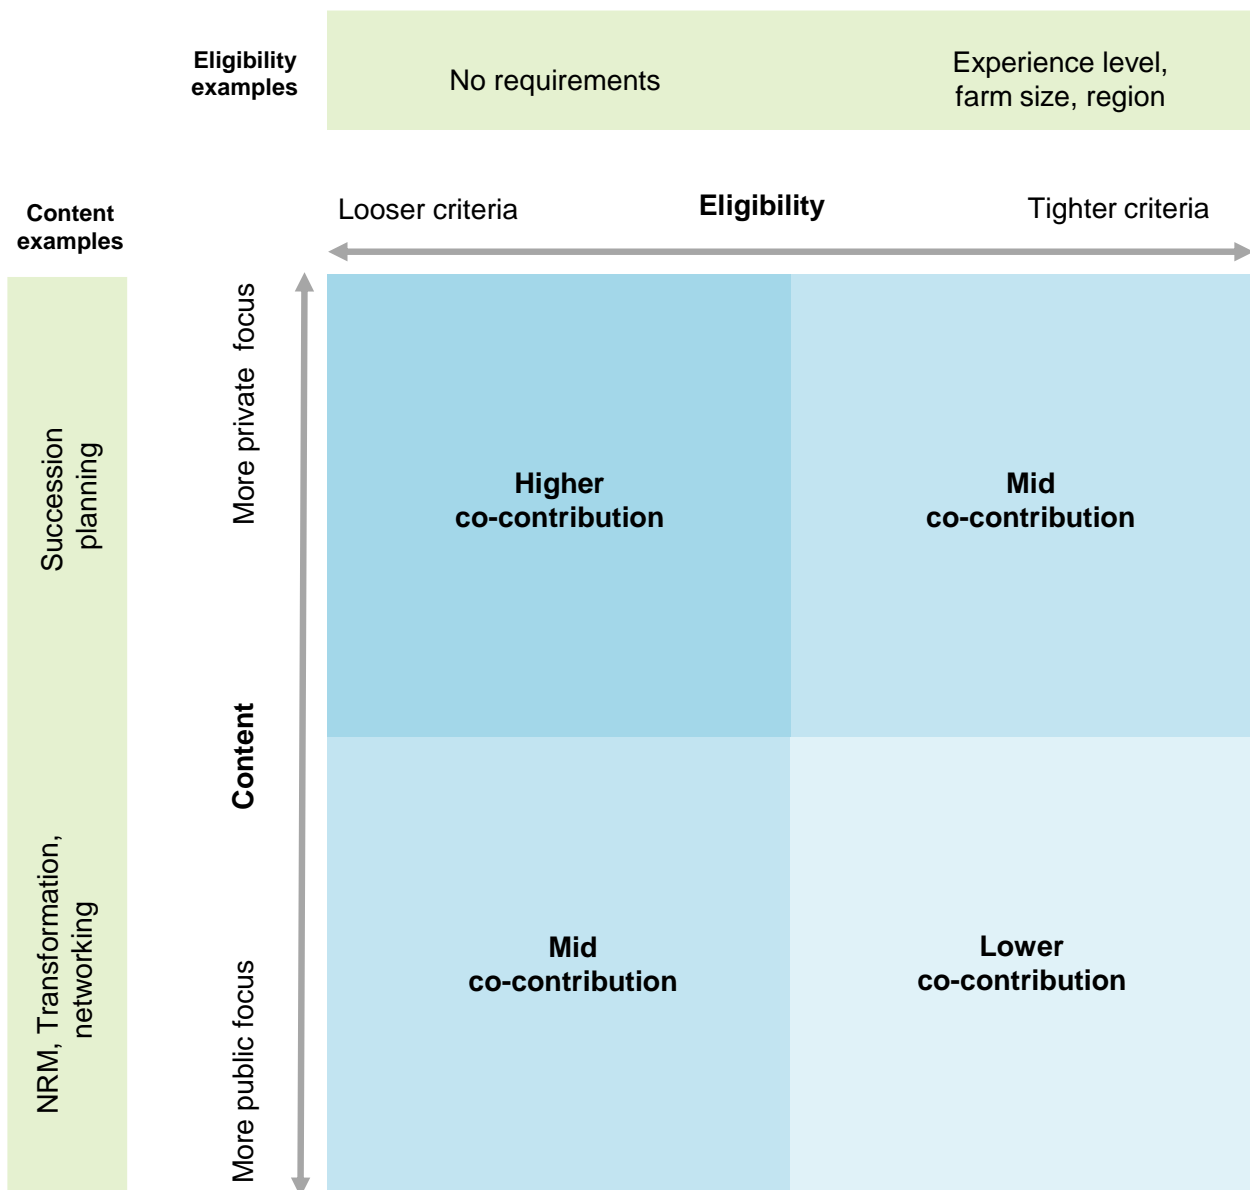 Eligibility
examples
No requirements
Experience level,
farm size, region
Content
examples
Looser criteria
Eligibility
Tighter criteria
Succession
planning
NRM, Transformation,
networking
More private focus
Content
More public focus
Higher
co-contribution
Mid
co-contribution
Mid
co-contribution
Lower
co-contribution